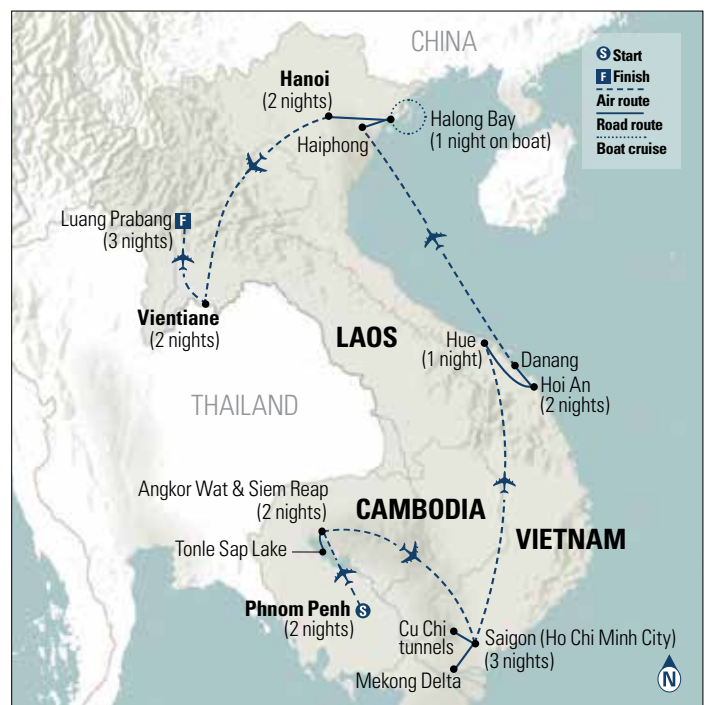 CHINA
S Start
F Finish
Air route
Road route
Boat cruise
Hanoi
(2 nights)
Halong Bay
(1 night on boat)
Haiphong
Luang Prabang F
(3 nights)
Vientiane
(2 nights)
LAOS
Hue
(1 night)
Danang
Hoi An
(2 nights)
THAILAND
Angkor Wat & Siem Reap
(2 nights)
CAMBODIA
VIETNAM
Tonle Sap Lake
Phnom Penh S
(2 nights)
Cu Chi
tunnels
Saigon (Ho Chi Minh City)
(3 nights)
Mekong Delta
N